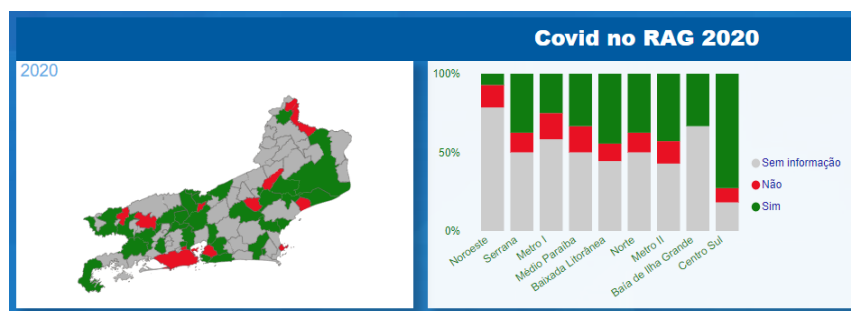 Covid no RAG 2020
2020
100%
50%
0%
Noroeste
Serrana
Metro I
Médio Paraíba
Baixada Litorânea
Norte
Metro II
Baía de Ilha Grande
Centro Sul
Sem informação
Não
Sim